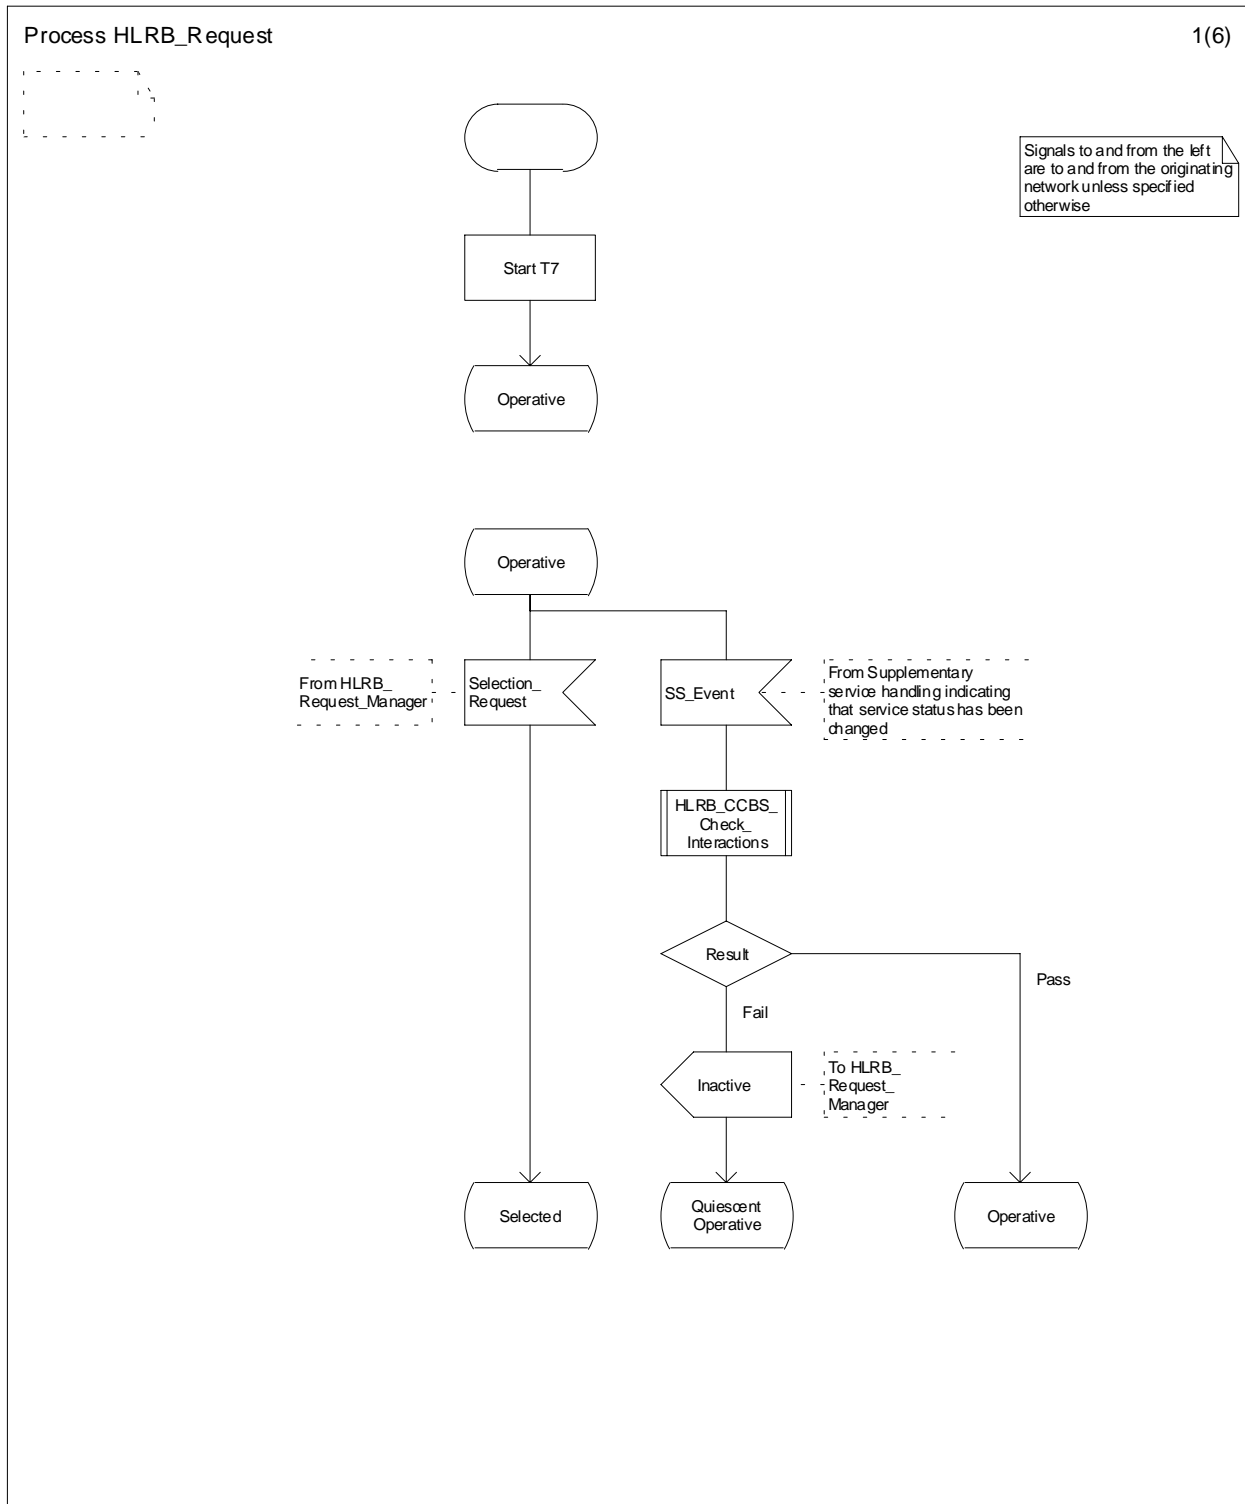 Process HLRB_Request
1(6)
Signals to and from the left
are to and from the originating
network unless specified
otherwise
Start T7
Operative
Operative
From HLRB_
Request_Manager
Selection_
Request
SS_Event
From Supplementary
service handling indicating
that service status has been
changed
HLRB_CCBS_
Check_
Interactions
Result
Pass
Fail
Inactive
To HLRB_
Request_
Manager
Selected
Quiescent
Operative
Operative